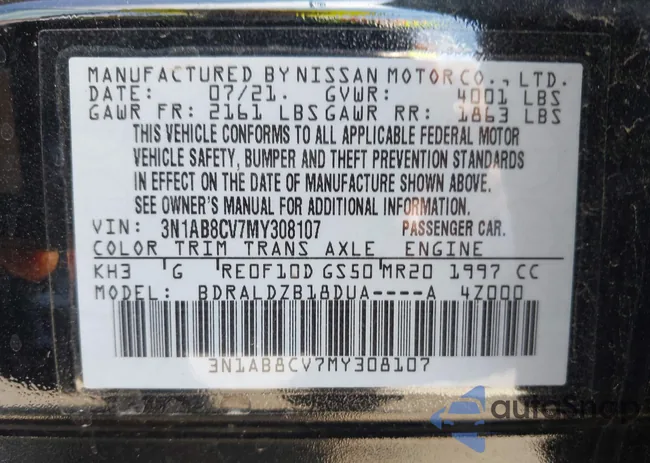 MANUFACTURED BY NISSAN MOTOR CO., LTD.
DATE: 07/21. GVWR: 4001 LBS
GAWR FR: 2161 LBS GAWR RR: 1863 LBS
THIS VEHICLE CONFORMS TO ALL APPLICABLE FEDERAL MOTOR
VEHICLE SAFETY, BUMPER AND THEFT PREVENTION STANDARDS
IN EFFECT ON THE DATE OF MANUFACTURE SHOWN ABOVE.
SEE OWNER'S MANUAL FOR ADDITIONAL INFORMATION.
VIN: 3N1AB8CV7MY308107 PASSENGER CAR.
COLOR TRIM TRANS AXLE ENGINE
KH3 G RE0F10D GS50 MR20 1997 CC
MODEL: BDRALDZB18DUA----A 4Z000
3N1AB8CV7MY308107
autoSnap